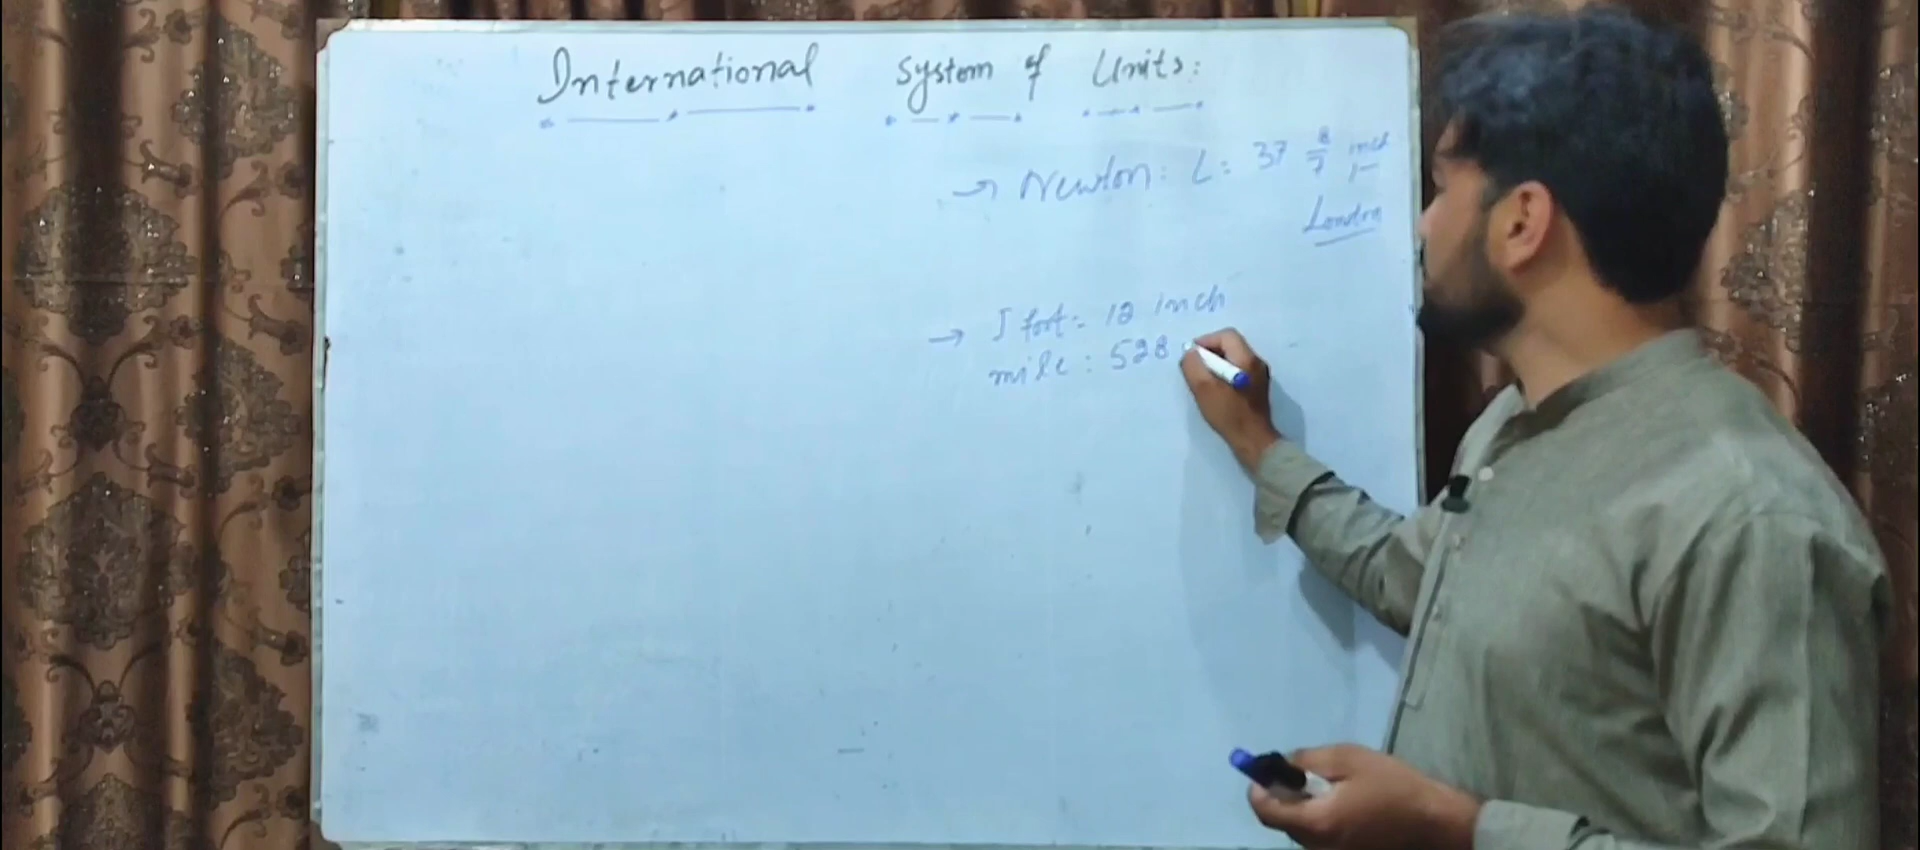 International System of Units:
→ Newton: L: 37 8/7 inch
London
→ 1 foot = 12 inch
mile : 528